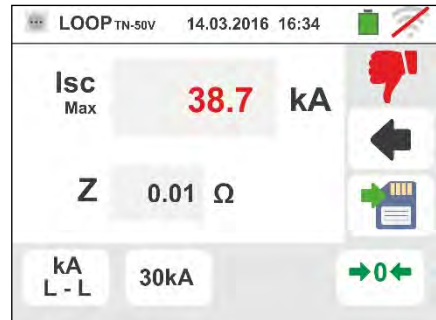 LOOP TN-50V 14.03.2016 16:34
Isc
Max
38.7 kA
Z 0.01 Ω
kA
L - L
30kA
➔0←